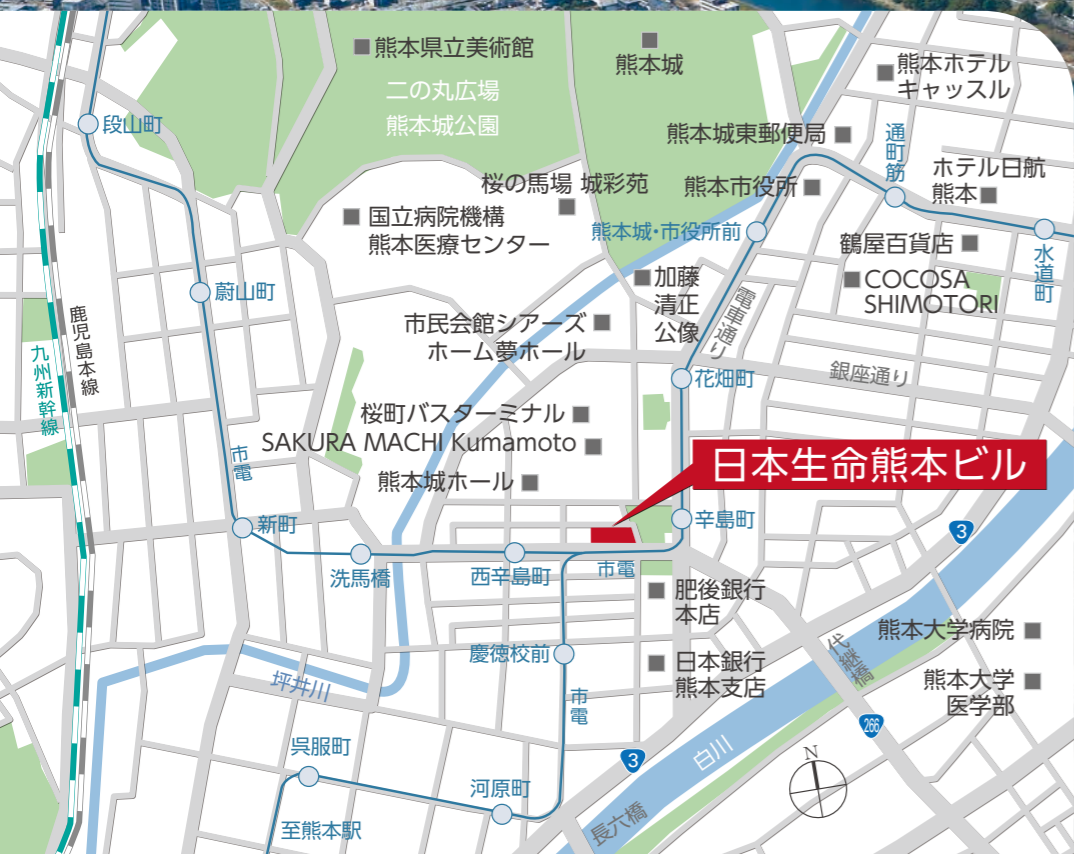 熊本県立美術館
熊本城
熊本ホテル
キャッスル
二の丸広場
熊本城公園
段山町
熊本城東郵便局
通町筋
ホテル日航
熊本
桜の馬場 城彩苑
熊本市役所
国立病院機構
熊本医療センター
熊本城・市役所前
鶴屋百貨店
水道町
加藤
清正
公像
COCOSA
SHIMOTORI
蔚山町
電車通り
鹿児島本線
九州新幹線
市民会館シアーズ
ホーム夢ホール
花畑町
銀座通り
桜町バスターミナル
SAKURA MACHI Kumamoto
市電
熊本城ホール
日本生命熊本ビル
新町
辛島町
3
洗馬橋
西辛島町
市電
肥後銀行
本店
熊本大学病院
代継橋
慶徳校前
日本銀行
熊本支店
熊本大学
医学部
坪井川
市電
266
呉服町
3
白川
N
河原町
長六橋
至熊本駅